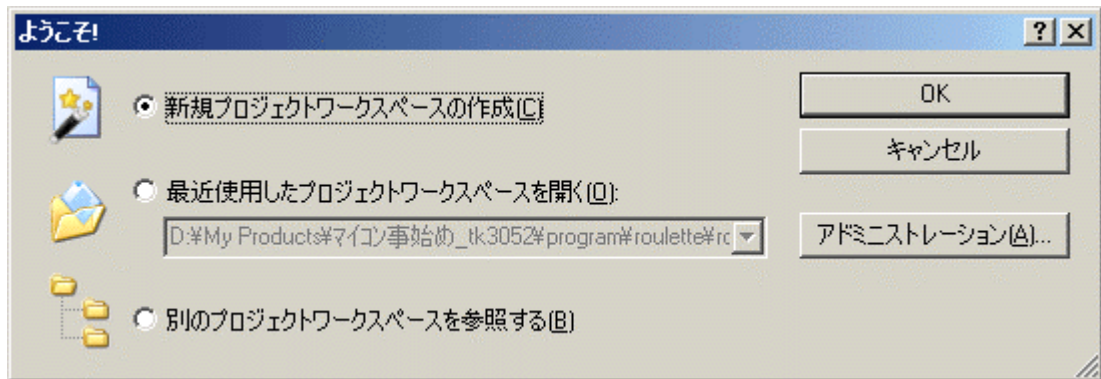 ようこそ!
新規プロジェクトワークスペースの作成(C)
OK
キャンセル
最近使用したプロジェクトワークスペースを開く(O):
D:¥My Products¥マイコン事始め_tk3052¥program¥roulette¥rc
アドミニストレーション(A)...
別のプロジェクトワークスペースを参照する(B)